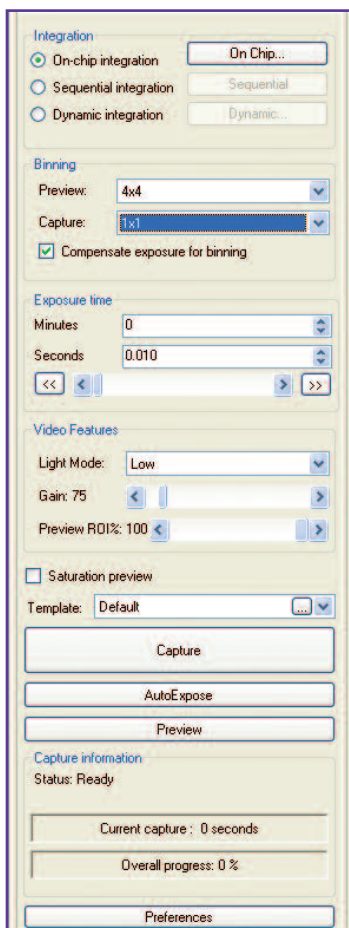 Integration
On-chip integration
On Chip...
Sequential integration
Sequential
Dynamic integration
Dynamic...
Binning
Preview: 4x4
Capture: 1x1
Compensate exposure for binning
Exposure time
Minutes 0
Seconds 0.010
<< >>
Video Features
Light Mode: Low
Gain: 75
Preview ROI%: 100
Saturation preview
Template: Default ...
Capture
AutoExpose
Preview
Capture information
Status: Ready
Current capture : 0 seconds
Overall progress: 0 %
Preferences